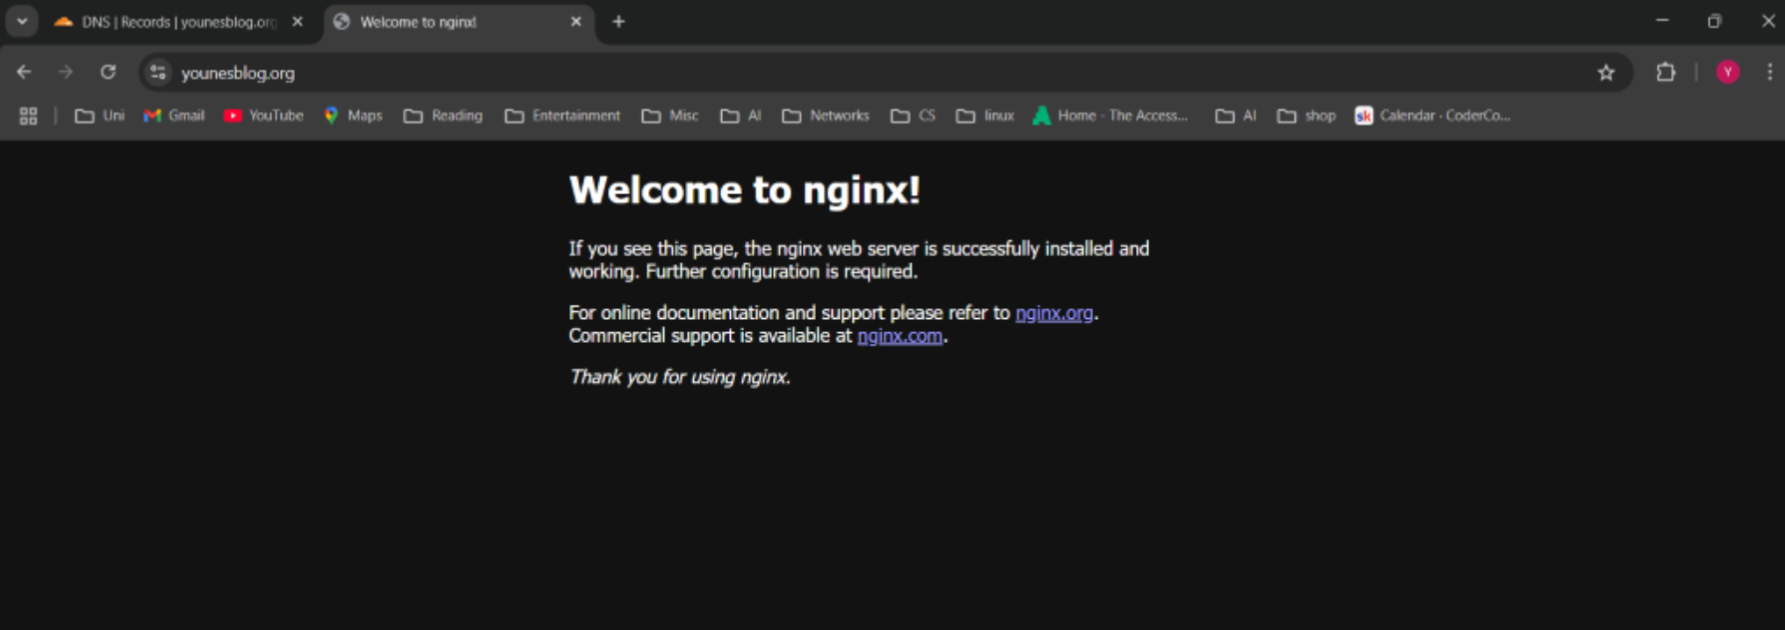 DNS | Records | younesblog.org
Welcome to nginx!
younesblog.org
Y
Uni
Gmail
YouTube
Maps
Reading
Entertainment
Misc
AI
Networks
CS
linux
Home - The Access...
AI
shop
sk
Calendar · CoderCo...
Welcome to nginx!
If you see this page, the nginx web server is successfully installed and
working. Further configuration is required.
For online documentation and support please refer to nginx.org.
Commercial support is available at nginx.com.
Thank you for using nginx.